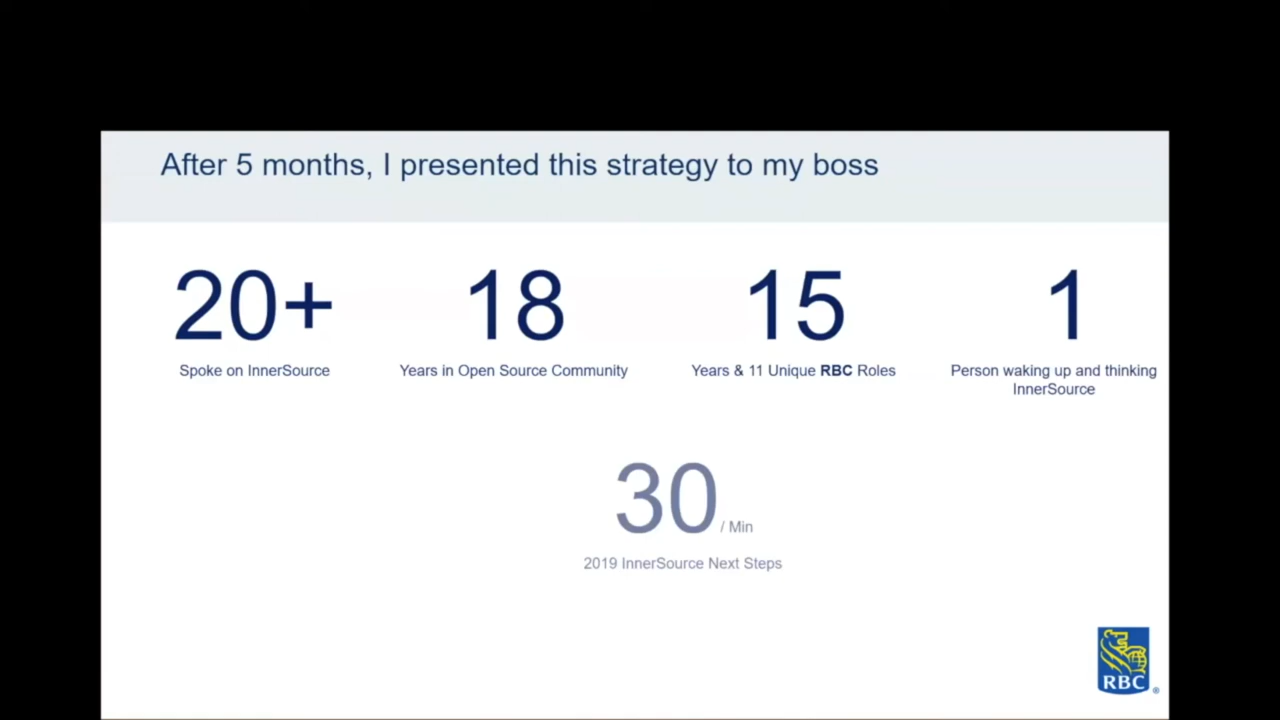 After 5 months, I presented this strategy to my boss
20+
Spoke on InnerSource
18
Years in Open Source Community
15
Years & 11 Unique RBC Roles
1
Person waking up and thinking
InnerSource
30 / Min
2019 InnerSource Next Steps
RBC
®